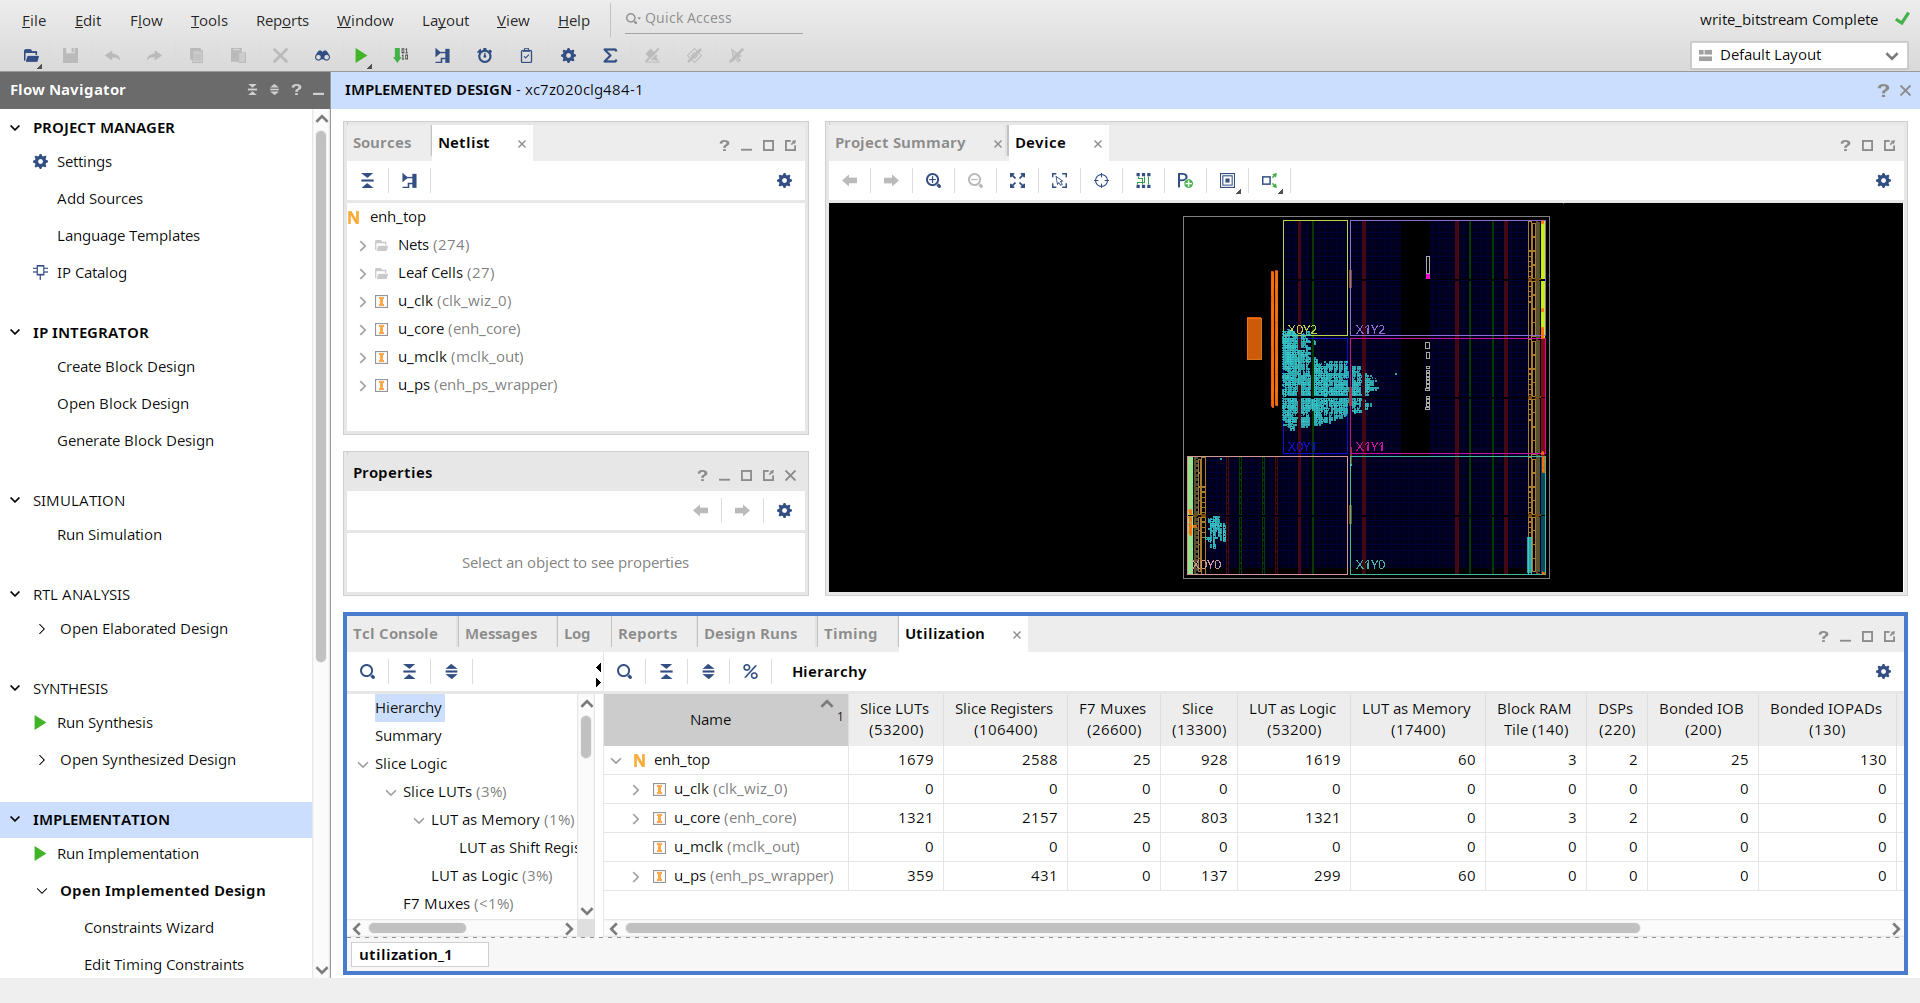 File Edit Flow Tools Reports Window Layout View Help Quick Access write_bitstream Complete
Default Layout
Flow Navigator
IMPLEMENTED DESIGN - xc7z020clg484-1
PROJECT MANAGER
Settings
Add Sources
Language Templates
IP Catalog
IP INTEGRATOR
Create Block Design
Open Block Design
Generate Block Design
SIMULATION
Run Simulation
RTL ANALYSIS
Open Elaborated Design
SYNTHESIS
Run Synthesis
Open Synthesized Design
IMPLEMENTATION
Run Implementation
Open Implemented Design
Constraints Wizard
Edit Timing Constraints
Sources Netlist
enh_top
Nets (274)
Leaf Cells (27)
u_clk (clk_wiz_0)
u_core (enh_core)
u_mclk (mclk_out)
u_ps (enh_ps_wrapper)
Properties
Select an object to see properties
Project Summary Device
X0Y2 X1Y2
X1Y1
X0Y0 X1Y0
Tcl Console Messages Log Reports Design Runs Timing Utilization
Hierarchy
Summary
Slice Logic
Slice LUTs (3%)
LUT as Memory (1%)
LUT as Shift Regis
LUT as Logic (3%)
F7 Muxes (<1%)
Hierarchy
Name 1 Slice LUTs (53200) Slice Registers (106400) F7 Muxes (26600) Slice (13300) LUT as Logic (53200) LUT as Memory (17400) Block RAM Tile (140) DSPs (220) Bonded IOB (200) Bonded IOPADs (130)
enh_top 1679 2588 25 928 1619 60 3 2 25 130
u_clk (clk_wiz_0) 0 0 0 0 0 0 0 0 0 0
u_core (enh_core) 1321 2157 25 803 1321 0 3 2 0 0
u_mclk (mclk_out) 0 0 0 0 0 0 0 0 0 0
u_ps (enh_ps_wrapper) 359 431 0 137 299 60 0 0 0 0
utilization_1